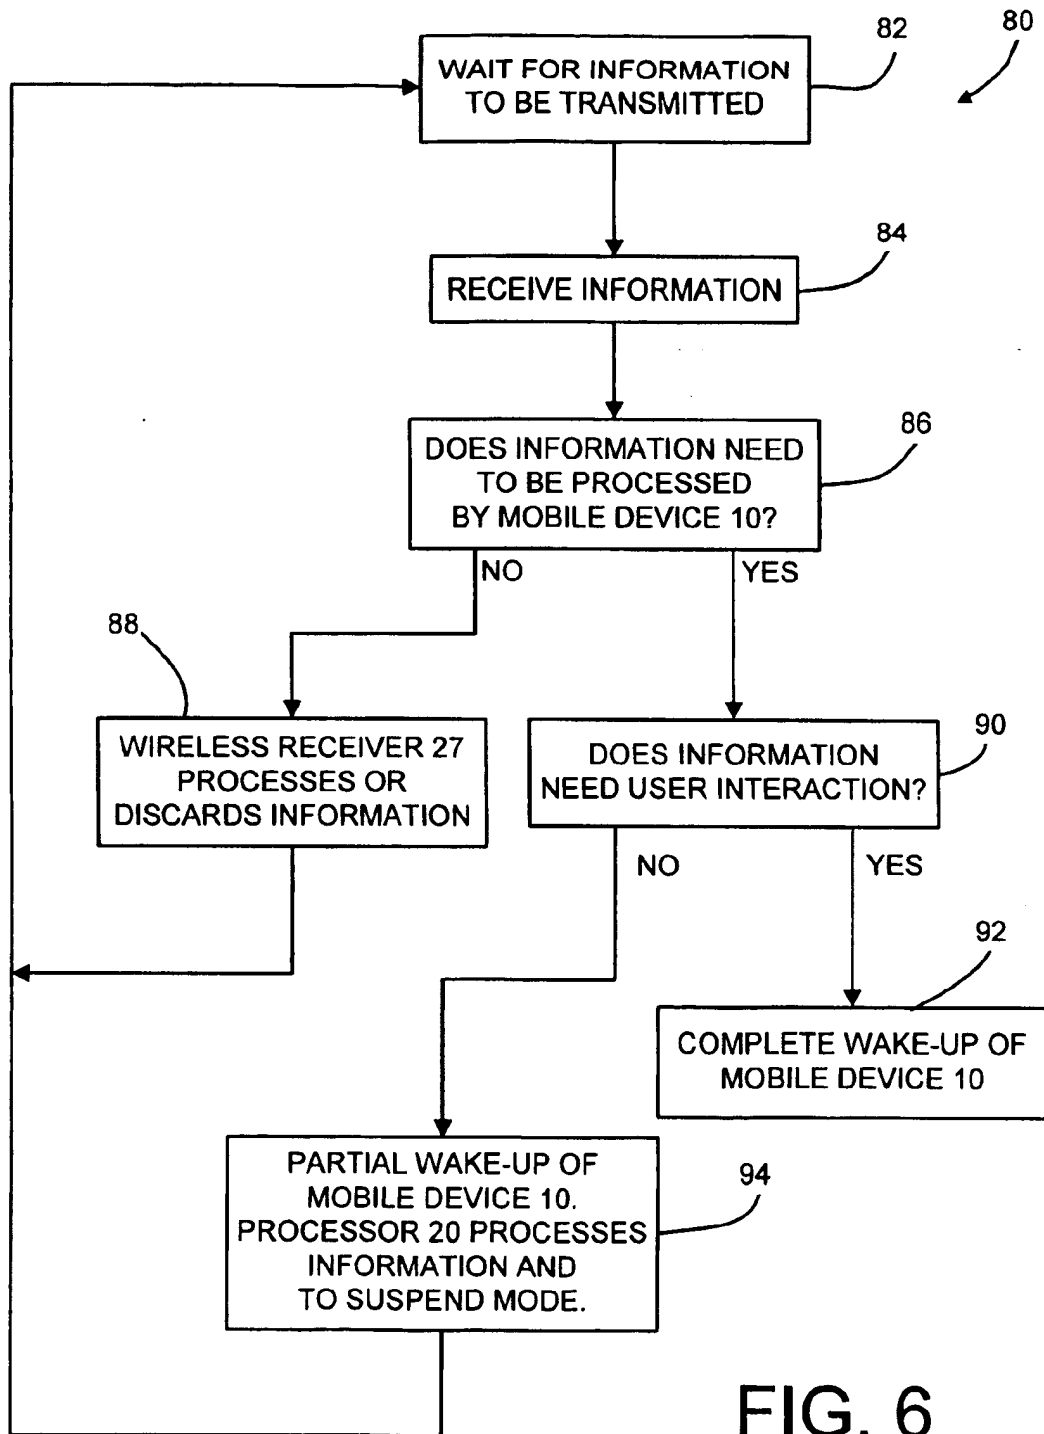 80
82
WAIT FOR INFORMATION
TO BE TRANSMITTED
84
RECEIVE INFORMATION
86
DOES INFORMATION NEED
TO BE PROCESSED
BY MOBILE DEVICE 10?
NO
YES
88
WIRELESS RECEIVER 27
PROCESSES OR
DISCARDS INFORMATION
90
DOES INFORMATION
NEED USER INTERACTION?
NO
YES
92
COMPLETE WAKE-UP OF
MOBILE DEVICE 10
94
PARTIAL WAKE-UP OF
MOBILE DEVICE 10.
PROCESSOR 20 PROCESSES
INFORMATION AND
TO SUSPEND MODE.
FIG. 6